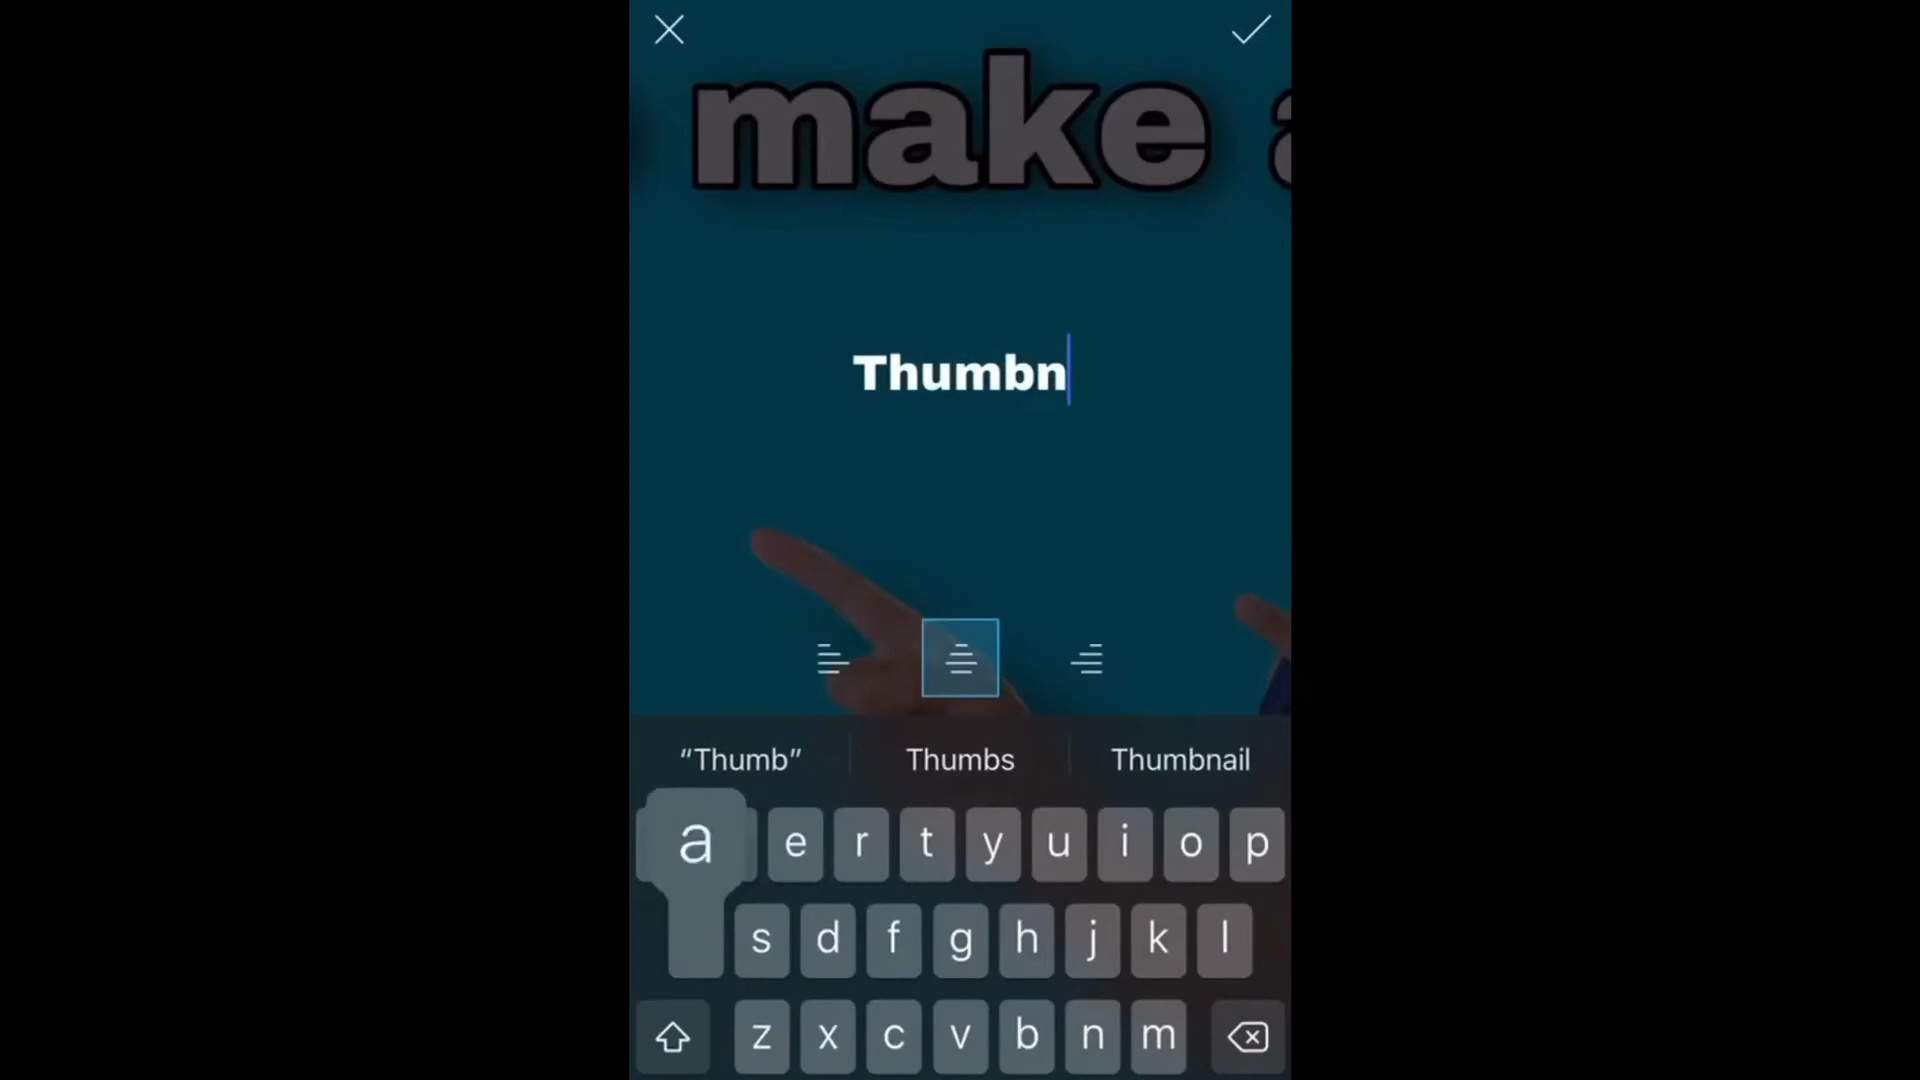 make a
Thumbn
“Thumb” Thumbs Thumbnail
a e r t y u i o p
s d f g h j k l
z x c v b n m